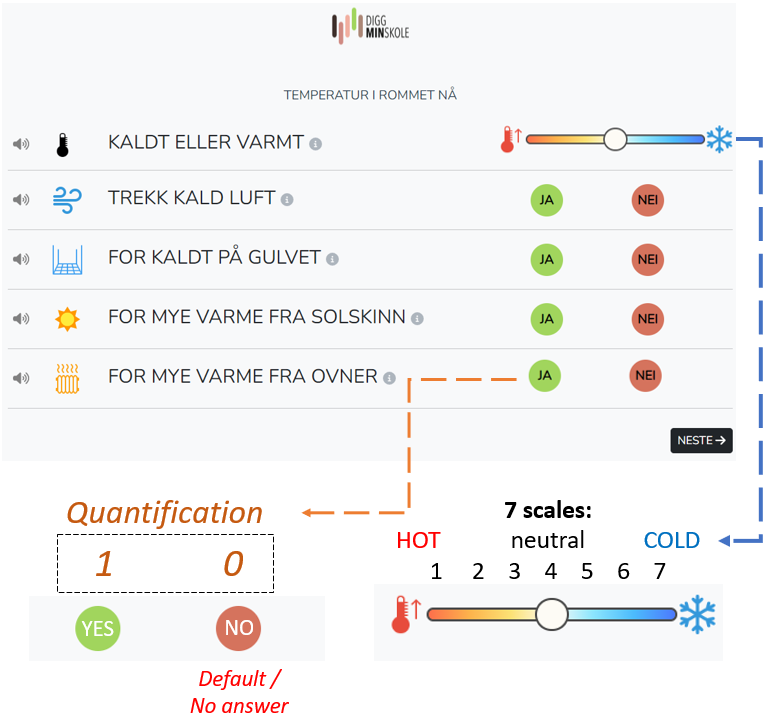 DIGG
MINSKOLE
TEMPERATUR I ROMMET NÅ
KALDT ELLER VARMT i
TREKK KALD LUFT i JA NEI
FOR KALDT PÅ GULVET i JA NEI
FOR MYE VARME FRA SOLSKINN i JA NEI
FOR MYE VARME FRA OVNER i JA NEI
NESTE →
Quantification
1 0
YES NO
Default /
No answer
7 scales:
HOT neutral COLD
1 2 3 4 5 6 7